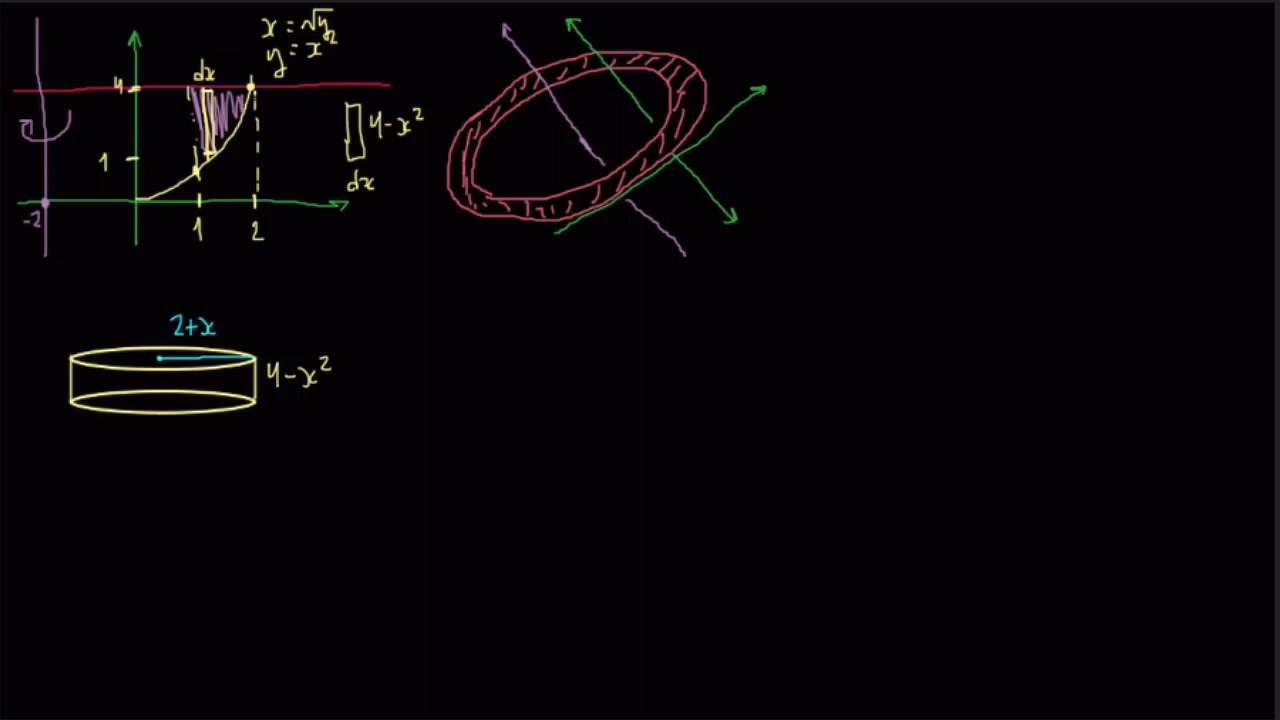 x = √y
y = x²
dx
4
4-x²
1
dx
-2
1
2
2+x
4-x²